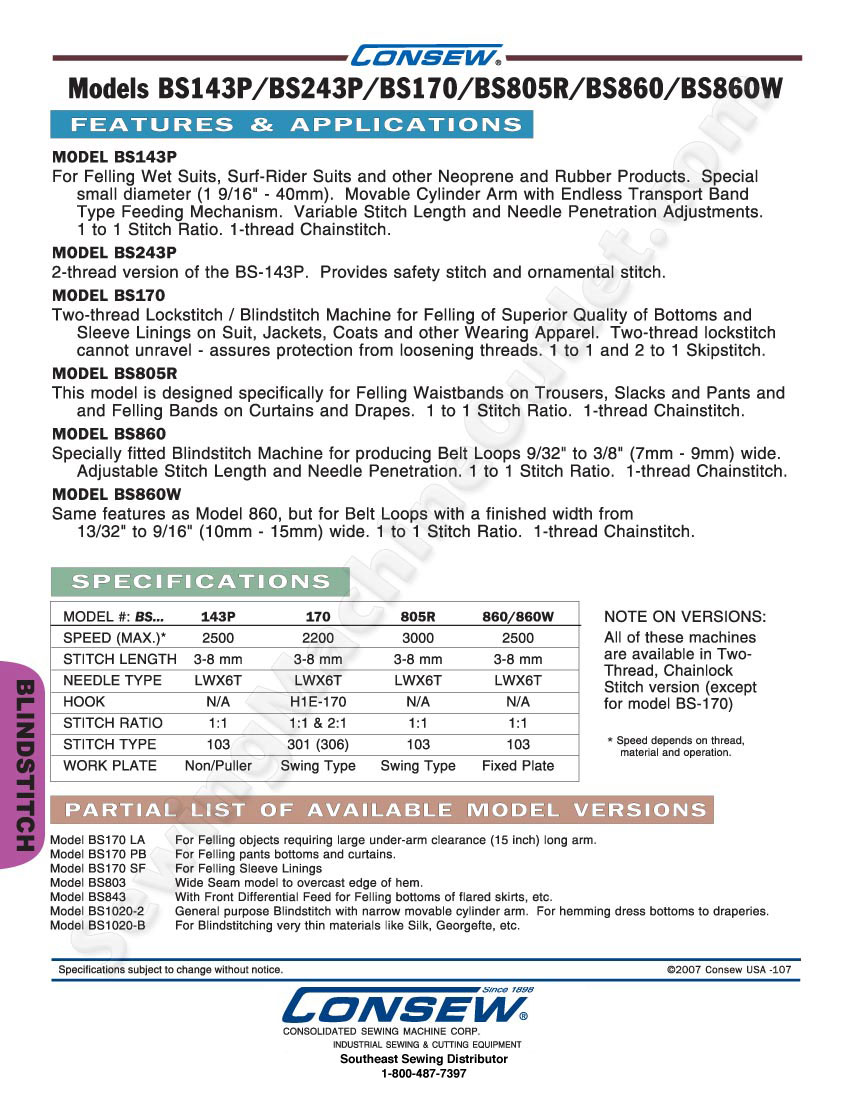 CONSEW®
Models BS143P/BS243P/BS170/BS805R/BS860/BS860W
FEATURES & APPLICATIONS
MODEL BS143P
For Felling Wet Suits, Surf-Rider Suits and other Neoprene and Rubber Products. Special
small diameter (1 9/16" - 40mm). Movable Cylinder Arm with Endless Transport Band
Type Feeding Mechanism. Variable Stitch Length and Needle Penetration Adjustments.
1 to 1 Stitch Ratio. 1-thread Chainstitch.
MODEL BS243P
2-thread version of the BS-143P. Provides safety stitch and ornamental stitch.
MODEL BS170
Two-thread Lockstitch / Blindstitch Machine for Felling of Superior Quality of Bottoms and
Sleeve Linings on Suit, Jackets, Coats and other Wearing Apparel. Two-thread lockstitch
cannot unravel - assures protection from loosening threads. 1 to 1 and 2 to 1 Skipstitch.
MODEL BS805R
This model is designed specifically for Felling Waistbands on Trousers, Slacks and Pants and
and Felling Bands on Curtains and Drapes. 1 to 1 Stitch Ratio. 1-thread Chainstitch.
MODEL BS860
Specially fitted Blindstitch Machine for producing Belt Loops 9/32" to 3/8" (7mm - 9mm) wide.
Adjustable Stitch Length and Needle Penetration. 1 to 1 Stitch Ratio. 1-thread Chainstitch.
MODEL BS860W
Same features as Model 860, but for Belt Loops with a finished width from
13/32" to 9/16" (10mm - 15mm) wide. 1 to 1 Stitch Ratio. 1-thread Chainstitch.
SPECIFICATIONS
MODEL #: BS... 143P 170 805R 860/860W
SPEED (MAX.)* 2500 2200 3000 2500
STITCH LENGTH 3-8 mm 3-8 mm 3-8 mm 3-8 mm
NEEDLE TYPE LWX6T LWX6T LWX6T LWX6T
HOOK N/A H1E-170 N/A N/A
STITCH RATIO 1:1 1:1 & 2:1 1:1 1:1
STITCH TYPE 103 301 (306) 103 103
WORK PLATE Non/Puller Swing Type Swing Type Fixed Plate
NOTE ON VERSIONS:
All of these machines
are available in Two-
Thread, Chainlock
Stitch version (except
for model BS-170)
* Speed depends on thread,
material and operation.
BLINDSTITCH
PARTIAL LIST OF AVAILABLE MODEL VERSIONS
Model BS170 LA For Felling objects requiring large under-arm clearance (15 inch) long arm.
Model BS170 PB For Felling pants bottoms and curtains.
Model BS170 SF For Felling Sleeve Linings
Model BS803 Wide Seam model to overcast edge of hem.
Model BS843 With Front Differential Feed for Felling bottoms of flared skirts, etc.
Model BS1020-2 General purpose Blindstitch with narrow movable cylinder arm. For hemming dress bottoms to draperies.
Model BS1020-B For Blindstitching very thin materials like Silk, Georgefte, etc.
Specifications subject to change without notice. ©2007 Consew USA -107
Since 1898
CONSEW®
CONSOLIDATED SEWING MACHINE CORP.
INDUSTRIAL SEWING & CUTTING EQUIPMENT
Southeast Sewing Distributor
1-800-487-7397
SewingMachineOutlet.com